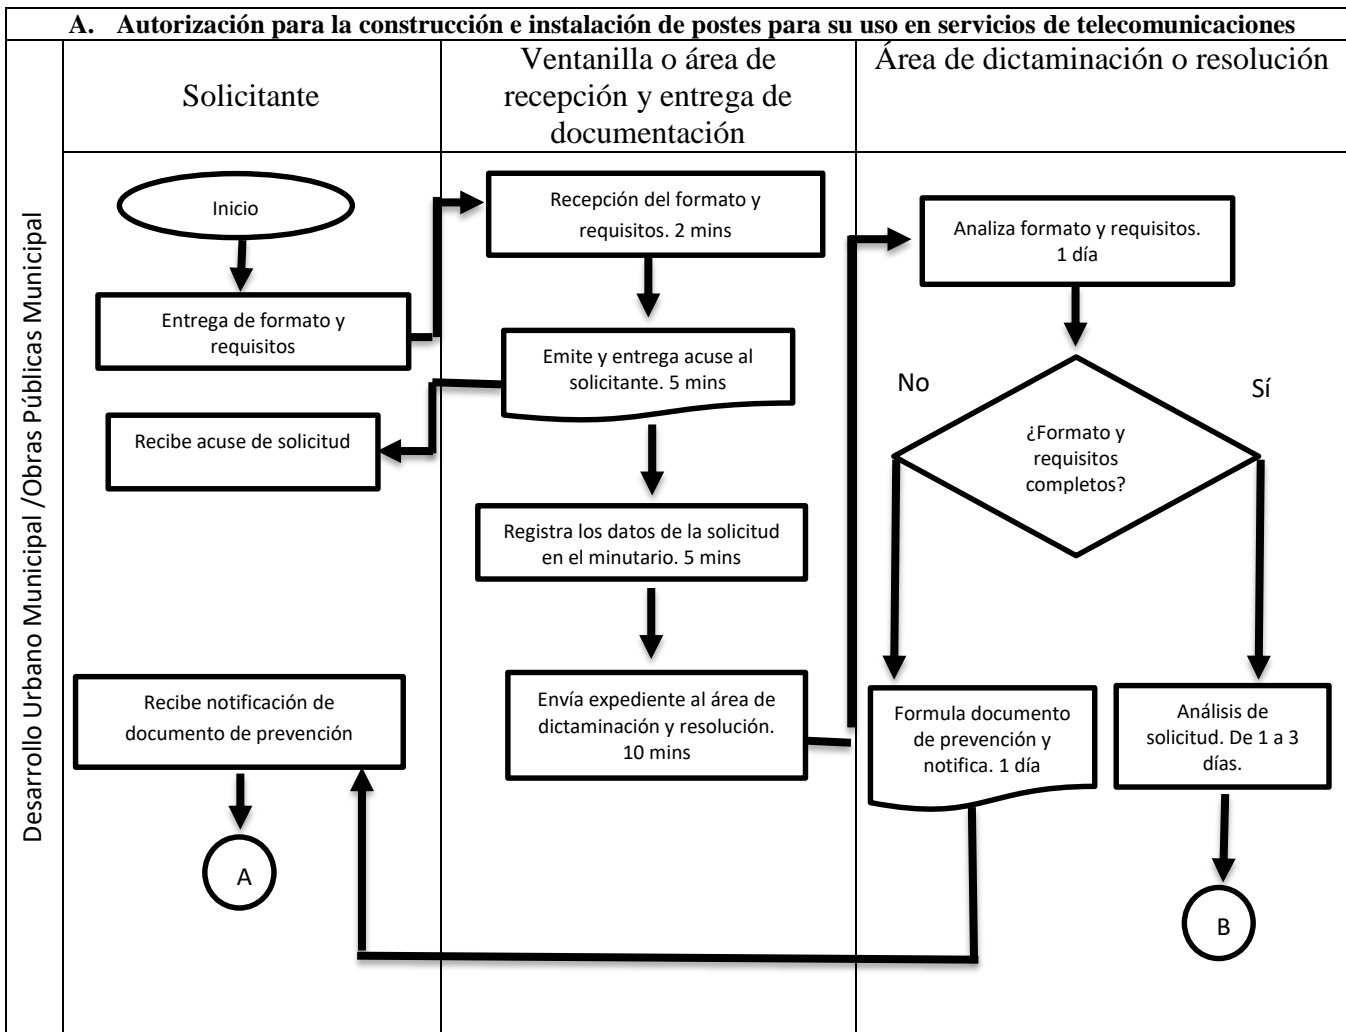 A. Autorización para la construcción e instalación de postes para su uso en servicios de telecomunicaciones
Desarrollo Urbano Municipal /Obras Públicas Municipal
Solicitante
Ventanilla o área de
recepción y entrega de
documentación
Área de dictaminación o resolución
Inicio
Entrega de formato y
requisitos
Recibe acuse de solicitud
Recibe notificación de
documento de prevención
A
Recepción del formato y
requisitos. 2 mins
Emite y entrega acuse al
solicitante. 5 mins
Registra los datos de la solicitud
en el minutario. 5 mins
Envía expediente al área de
dictaminación y resolución.
10 mins
Analiza formato y requisitos.
1 día
No
Sí
¿Formato y
requisitos
completos?
Formula documento
de prevención y
notifica. 1 día
Análisis de
solicitud. De 1 a 3
días.
B